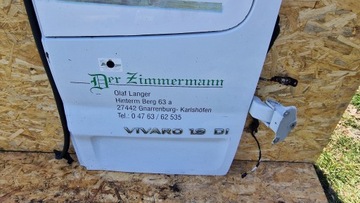 Der Zimmermann
Olaf Langer
Hinterm Berg 63 a
27442 Gnarrenburg- Karlshöfen
Tel.: 0 47 63 / 62 535
VIVARO 1.9 DI